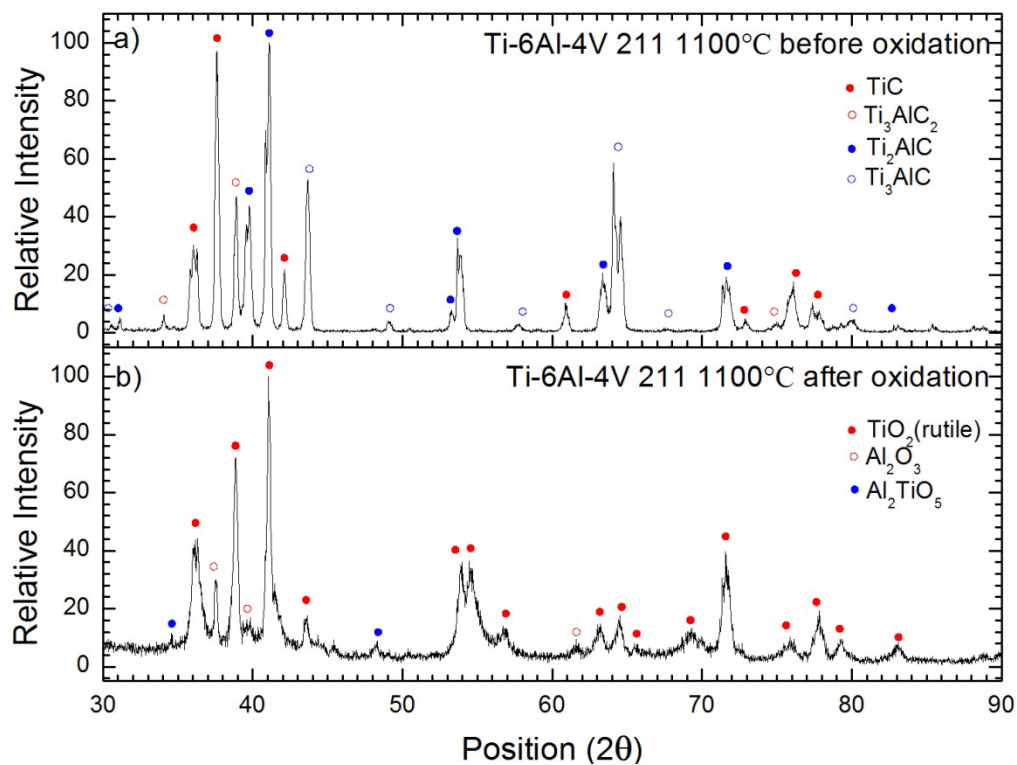 a)
Ti-6Al-4V 211 1100℃ before oxidation
TiC
Ti₃AlC₂
Ti₂AlC
Ti₃AlC
100
80
60
40
20
0
Relative Intensity
b)
Ti-6Al-4V 211 1100℃ after oxidation
TiO₂(rutile)
Al₂O₃
Al₂TiO₅
100
80
60
40
20
0
Relative Intensity
30 40 50 60 70 80 90
Position (2θ)